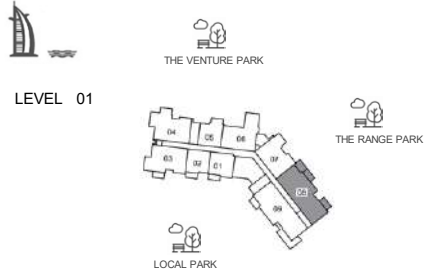 THE VENTURE PARK
LEVEL 01
THE RANGE PARK
04
05
06
03
02
01
07
08
09
LOCAL PARK